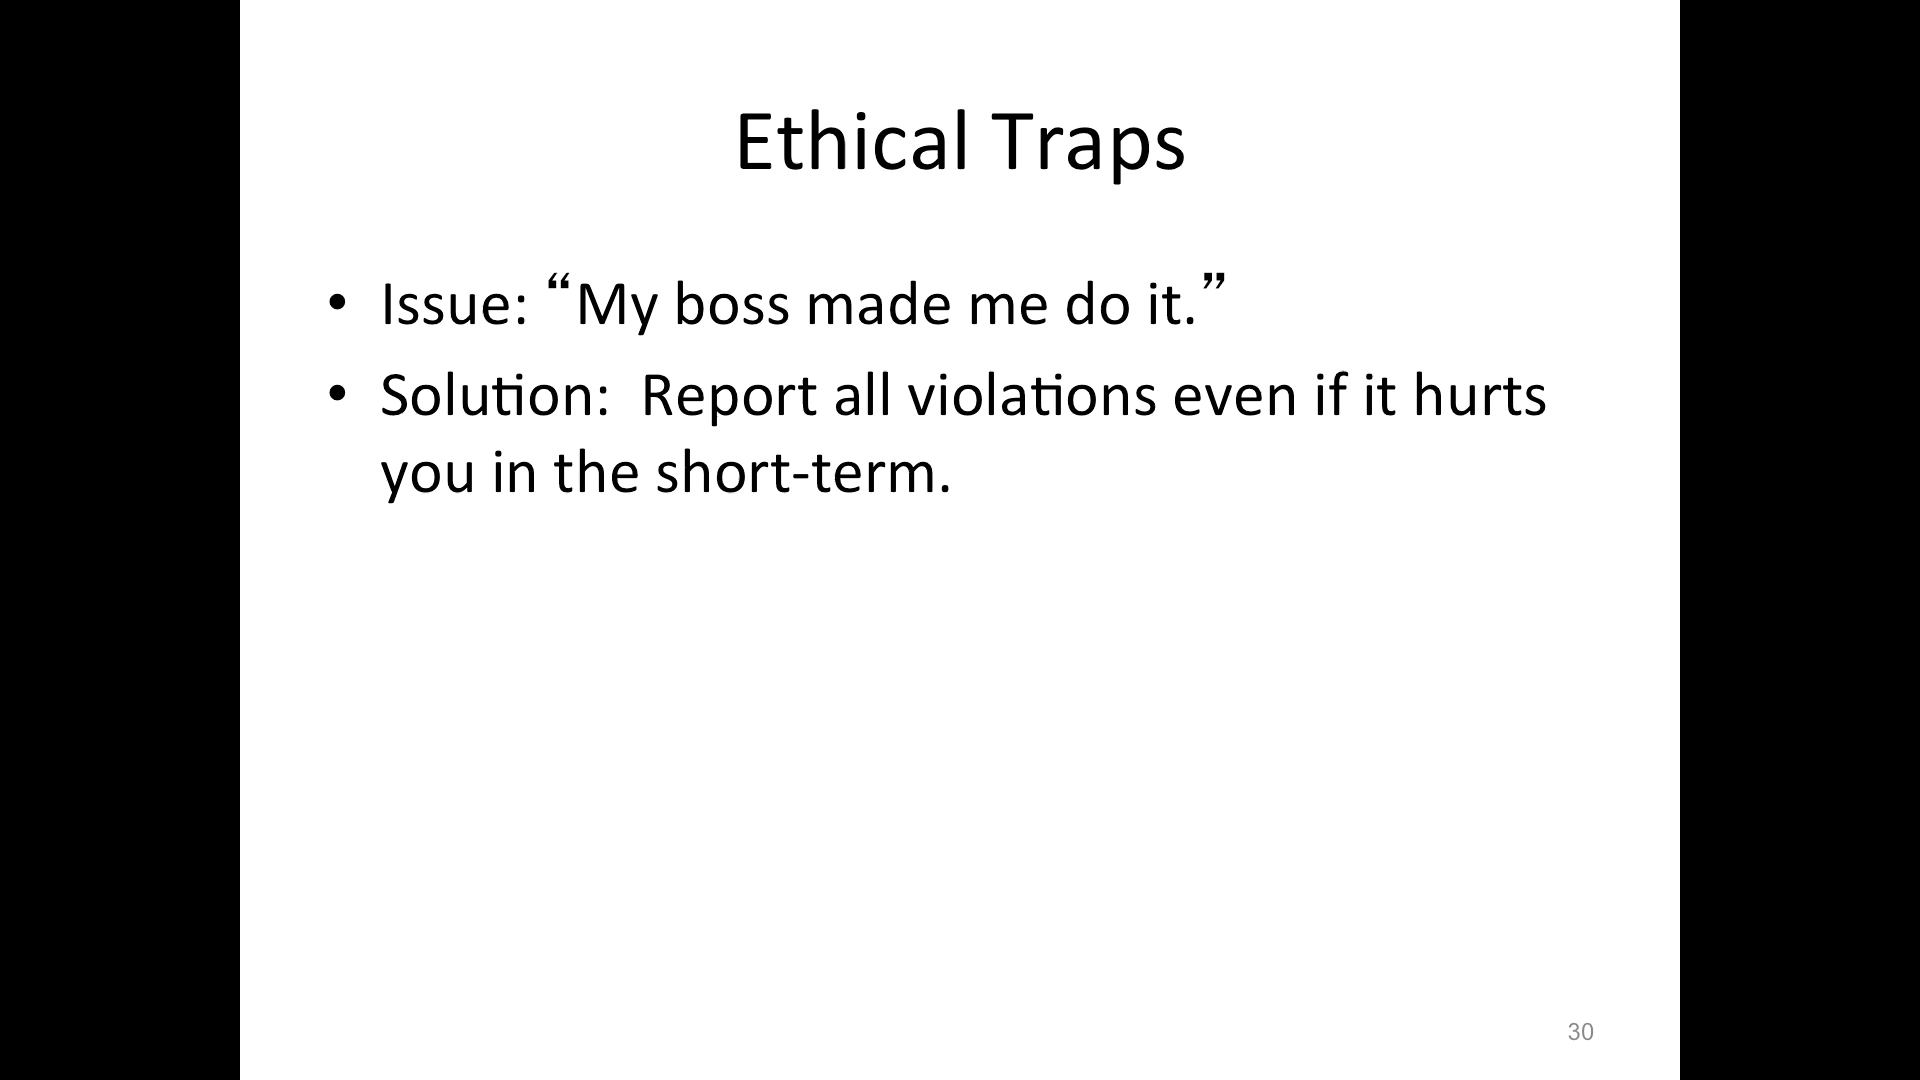 Ethical Traps
• Issue: “My boss made me do it.”
• Solution:  Report all violations even if it hurts
you in the short-term.
30